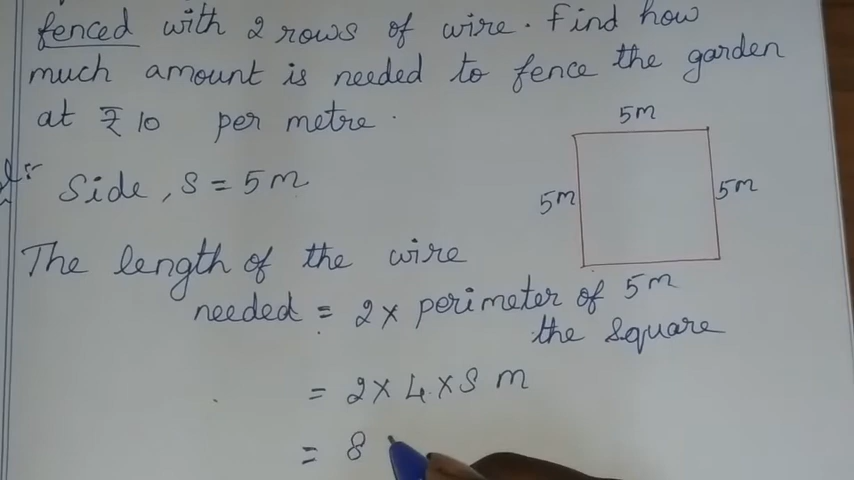 fenced with 2 rows of wire. Find how
much amount is needed to fence the garden
at ₹10 per metre.
5m
Side, S = 5m
5m
5m
The length of the wire
needed = 2 × perimeter of
5m
the square
= 2 × 4 × S m
= 8